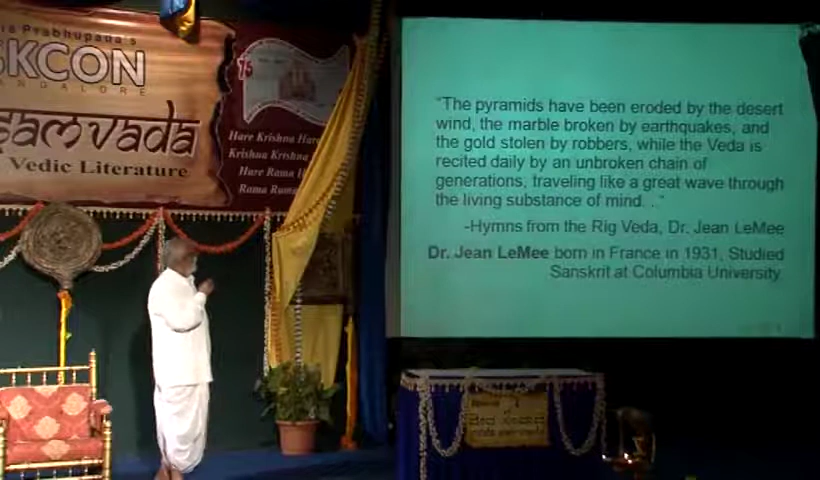 Prabhupada's
ISKCON
BANGALORE
samvada
Vedic Literature
Hare Krishna Hare
Krishna Krishna
Hare Rama
Rama Rama
"The pyramids have been eroded by the desert
wind, the marble broken by earthquakes, and
the gold stolen by robbers, while the Veda is
recited daily by an unbroken chain of
generations, traveling like a great wave through
the living substance of mind. . ."
-Hymns from the Rig Veda, Dr. Jean LeMee
Dr. Jean LeMee born in France in 1931, Studied
Sanskrit at Columbia University.